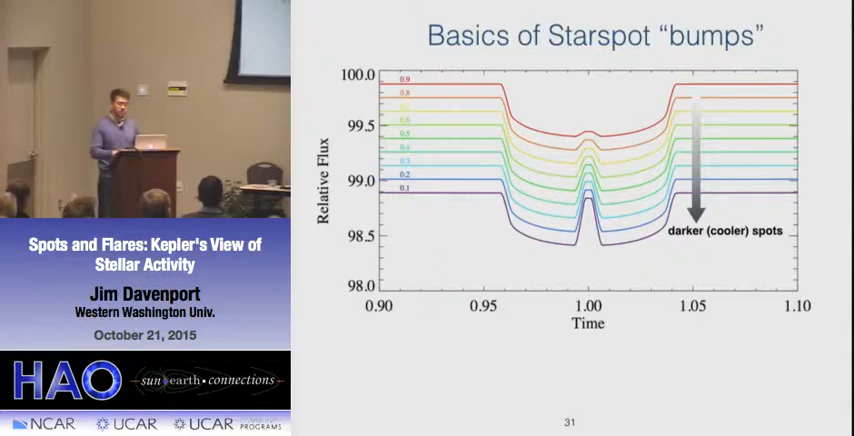 Basics of Starspot “bumps”
100.0
99.5
99.0
98.5
98.0
Relative Flux
0.9
0.8
0.6
0.5
0.4
0.3
0.2
0.1
darker (cooler) spots
0.90 0.95 1.00 1.05 1.10
Time
31
Spots and Flares: Kepler's View of
Stellar Activity
Jim Davenport
Western Washington Univ.
October 21, 2015
HAO sun earth • connections
NCAR UCAR UCAR
PROGRAMS